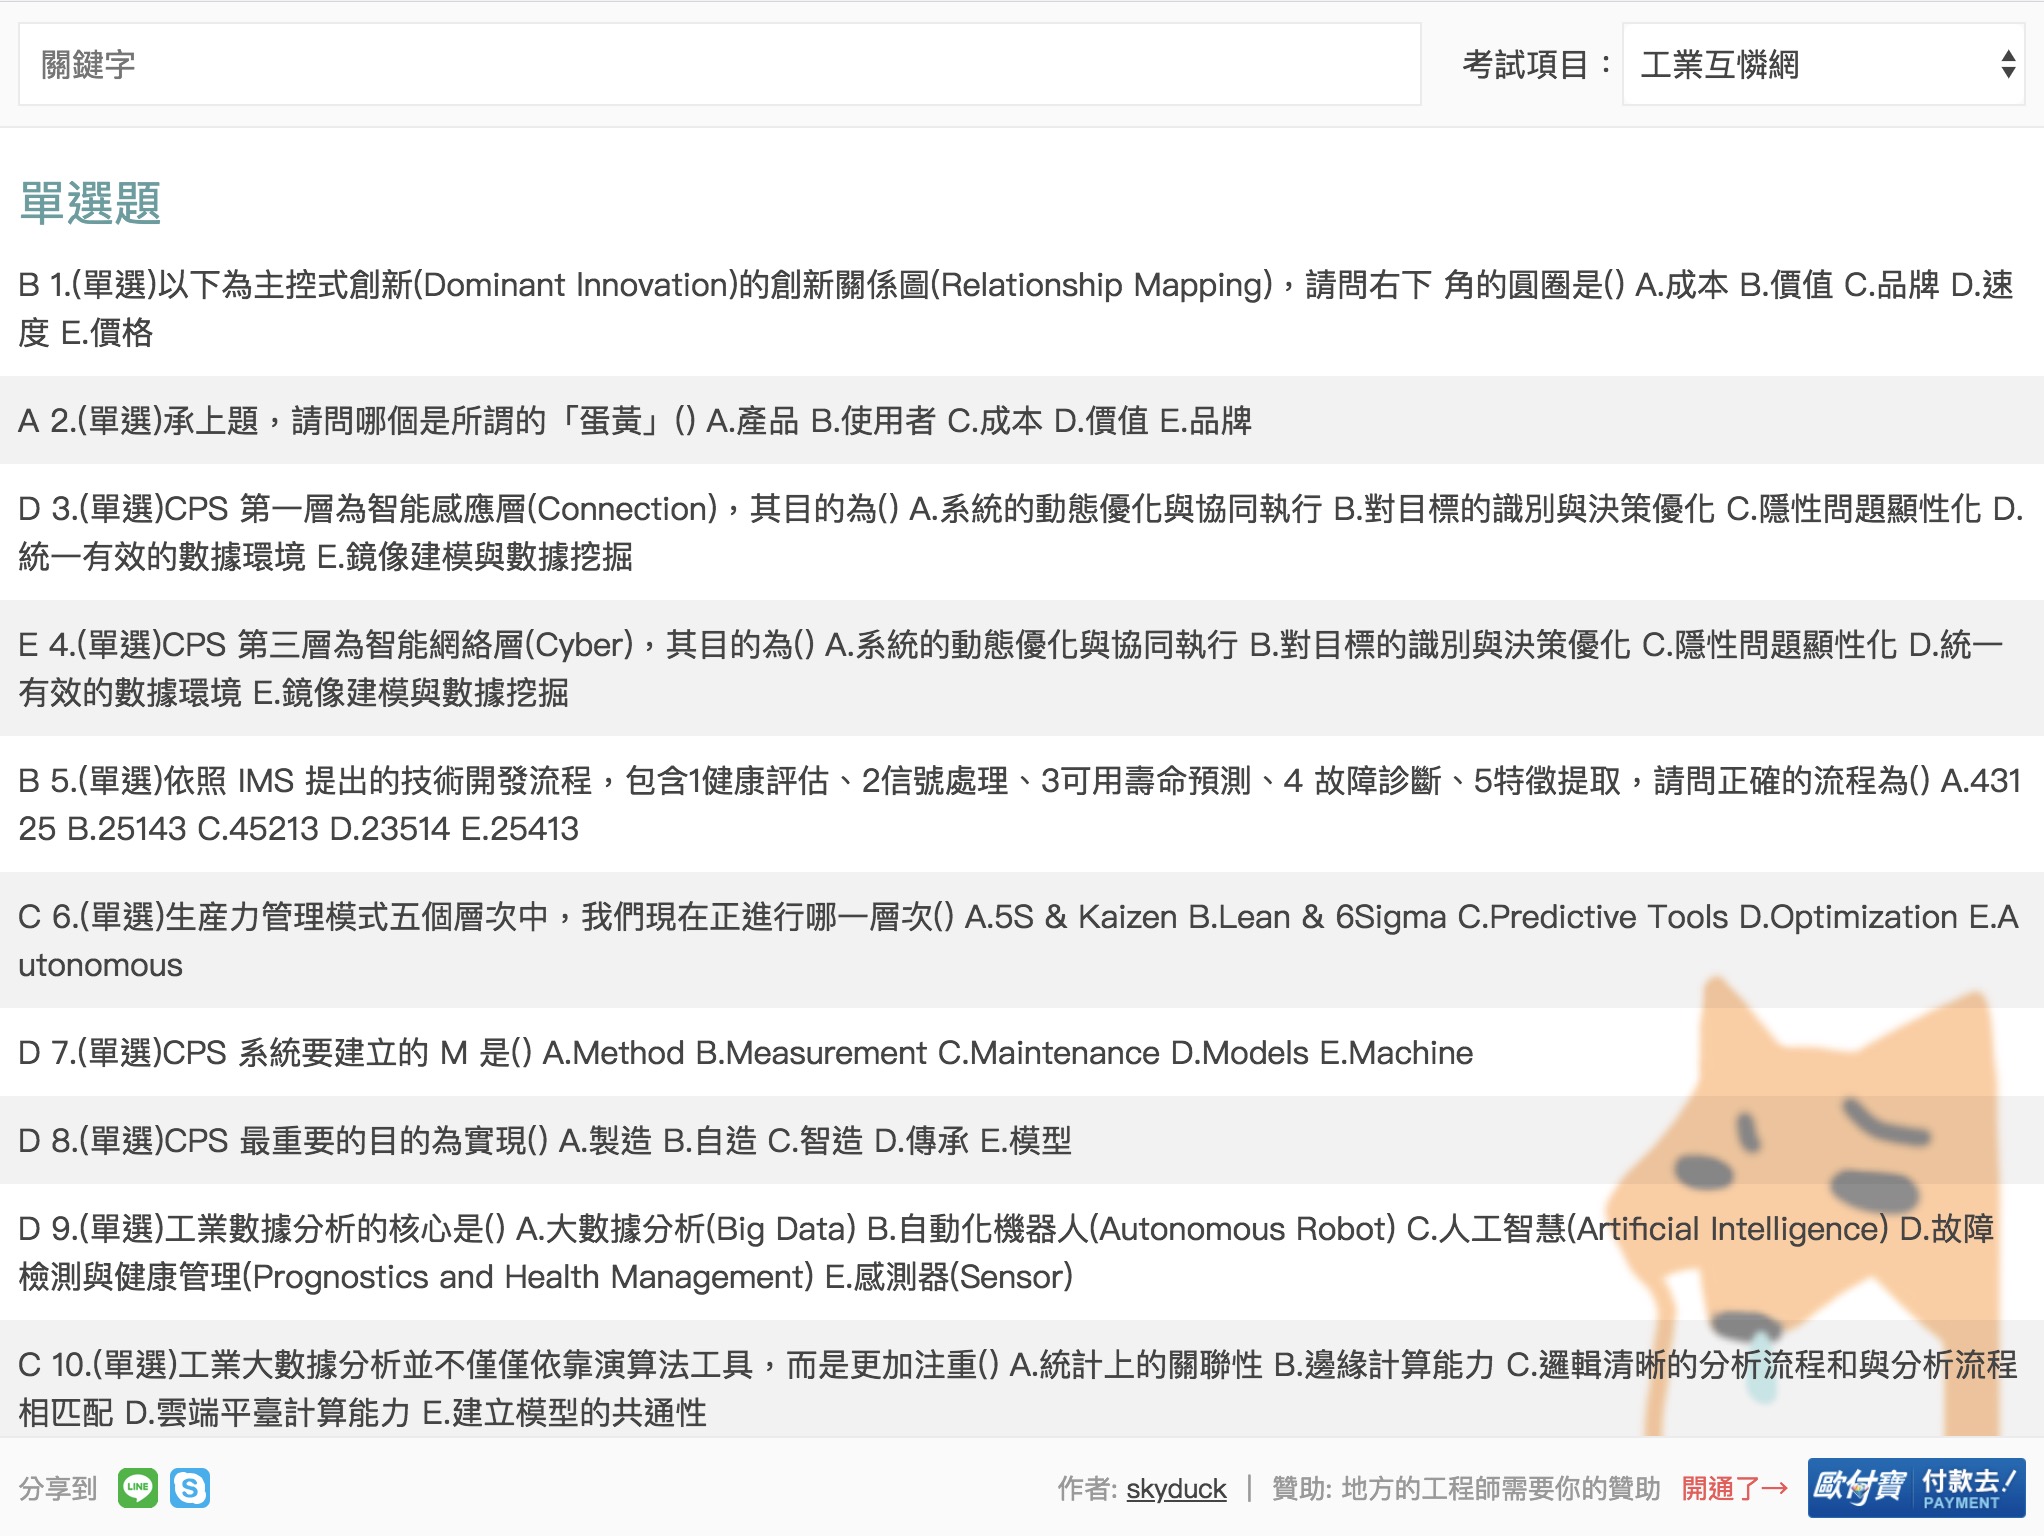 關鍵字
考試項目：
工業互憐網
單選題
B 1.(單選)以下為主控式創新(Dominant Innovation)的創新關係圖(Relationship Mapping)，請問右下 角的圓圈是() A.成本 B.價值 C.品牌 D.速
度 E.價格
A 2.(單選)承上題，請問哪個是所謂的「蛋黃」() A.產品 B.使用者 C.成本 D.價值 E.品牌
D 3.(單選)CPS 第一層為智能感應層(Connection)，其目的為() A.系統的動態優化與協同執行 B.對目標的識別與決策優化 C.隱性問題顯性化 D.
統一有效的數據環境 E.鏡像建模與數據挖掘
E 4.(單選)CPS 第三層為智能網絡層(Cyber)，其目的為() A.系統的動態優化與協同執行 B.對目標的識別與決策優化 C.隱性問題顯性化 D.統一
有效的數據環境 E.鏡像建模與數據挖掘
B 5.(單選)依照 IMS 提出的技術開發流程，包含1健康評估、2信號處理、3可用壽命預測、4 故障診斷、5特徵提取，請問正確的流程為() A.431
25 B.25143 C.45213 D.23514 E.25413
C 6.(單選)生產力管理模式五個層次中，我們現在正進行哪一層次() A.5S & Kaizen B.Lean & 6Sigma C.Predictive Tools D.Optimization E.A
utonomous
D 7.(單選)CPS 系統要建立的 M 是() A.Method B.Measurement C.Maintenance D.Models E.Machine
D 8.(單選)CPS 最重要的目的為實現() A.製造 B.自造 C.智造 D.傳承 E.模型
D 9.(單選)工業數據分析的核心是() A.大數據分析(Big Data) B.自動化機器人(Autonomous Robot) C.人工智慧(Artificial Intelligence) D.故障
檢測與健康管理(Prognostics and Health Management) E.感測器(Sensor)
C 10.(單選)工業大數據分析並不僅僅依靠演算法工具，而是更加注重() A.統計上的關聯性 B.邊緣計算能力 C.邏輯清晰的分析流程和與分析流程
相匹配 D.雲端平臺計算能力 E.建立模型的共通性
分享到
LINE
S
作者: skyduck | 贊助: 地方的工程師需要你的贊助 開通了→
歐付寶 付款去!
PAYMENT